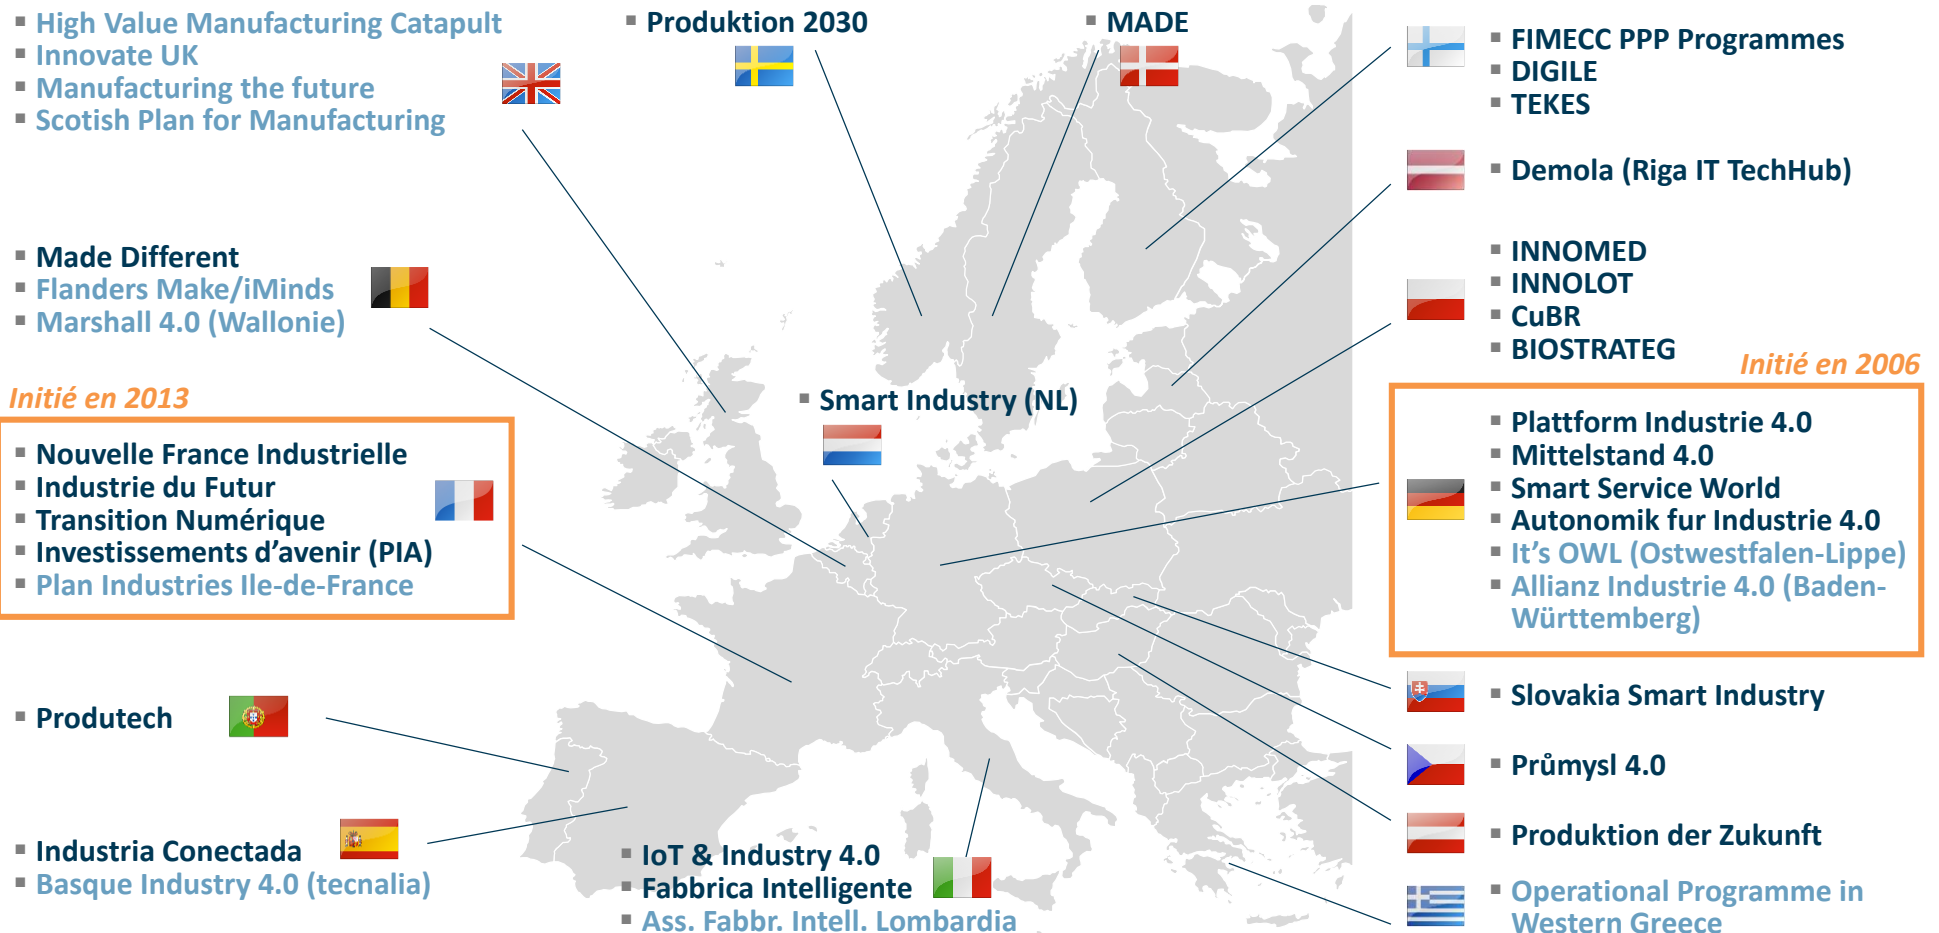 ▪ High Value Manufacturing Catapult
▪ Innovate UK
▪ Manufacturing the future
▪ Scotish Plan for Manufacturing
▪ Produktion 2030
▪ MADE
▪ FIMECC PPP Programmes
▪ DIGILE
▪ TEKES
▪ Demola (Riga IT TechHub)
▪ Made Different
▪ Flanders Make/iMinds
▪ Marshall 4.0 (Wallonie)
▪ INNOMED
▪ INNOLOT
▪ CuBR
▪ BIOSTRATEG
Initié en 2013
▪ Nouvelle France Industrielle
▪ Industrie du Futur
▪ Transition Numérique
▪ Investissements d’avenir (PIA)
▪ Plan Industries Ile-de-France
▪ Smart Industry (NL)
Initié en 2006
▪ Plattform Industrie 4.0
▪ Mittelstand 4.0
▪ Smart Service World
▪ Autonomik fur Industrie 4.0
▪ It’s OWL (Ostwestfalen-Lippe)
▪ Allianz Industrie 4.0 (Baden-
Württemberg)
▪ Produtech
▪ Slovakia Smart Industry
▪ Průmysl 4.0
▪ Industria Conectada
▪ Basque Industry 4.0 (tecnalia)
▪ IoT & Industry 4.0
▪ Fabbrica Intelligente
▪ Ass. Fabbr. Intell. Lombardia
▪ Produktion der Zukunft
▪ Operational Programme in
Western Greece